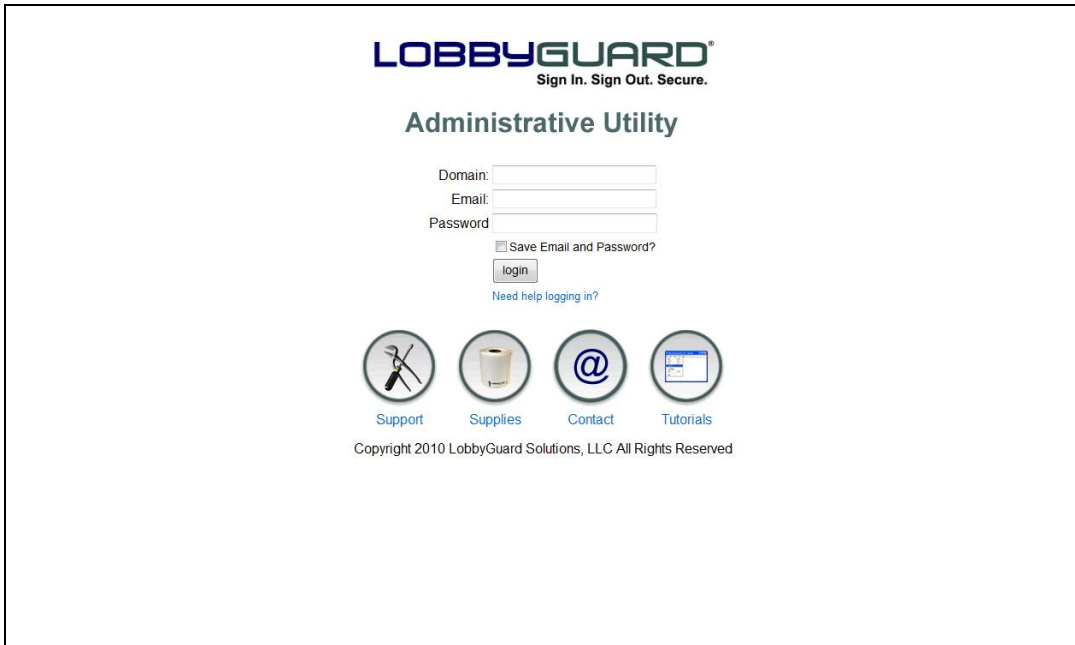 LOBBYGUARD®
Sign In. Sign Out. Secure.
Administrative Utility
Domain:
Email:
Password
Save Email and Password?
login
Need help logging in?
@
Support Supplies Contact Tutorials
Copyright 2010 LobbyGuard Solutions, LLC All Rights Reserved